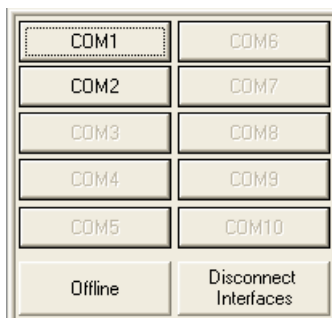 COM1 COM6
COM2 COM7
COM3 COM8
COM4 COM9
COM5 COM10
Offline Disconnect
Interfaces